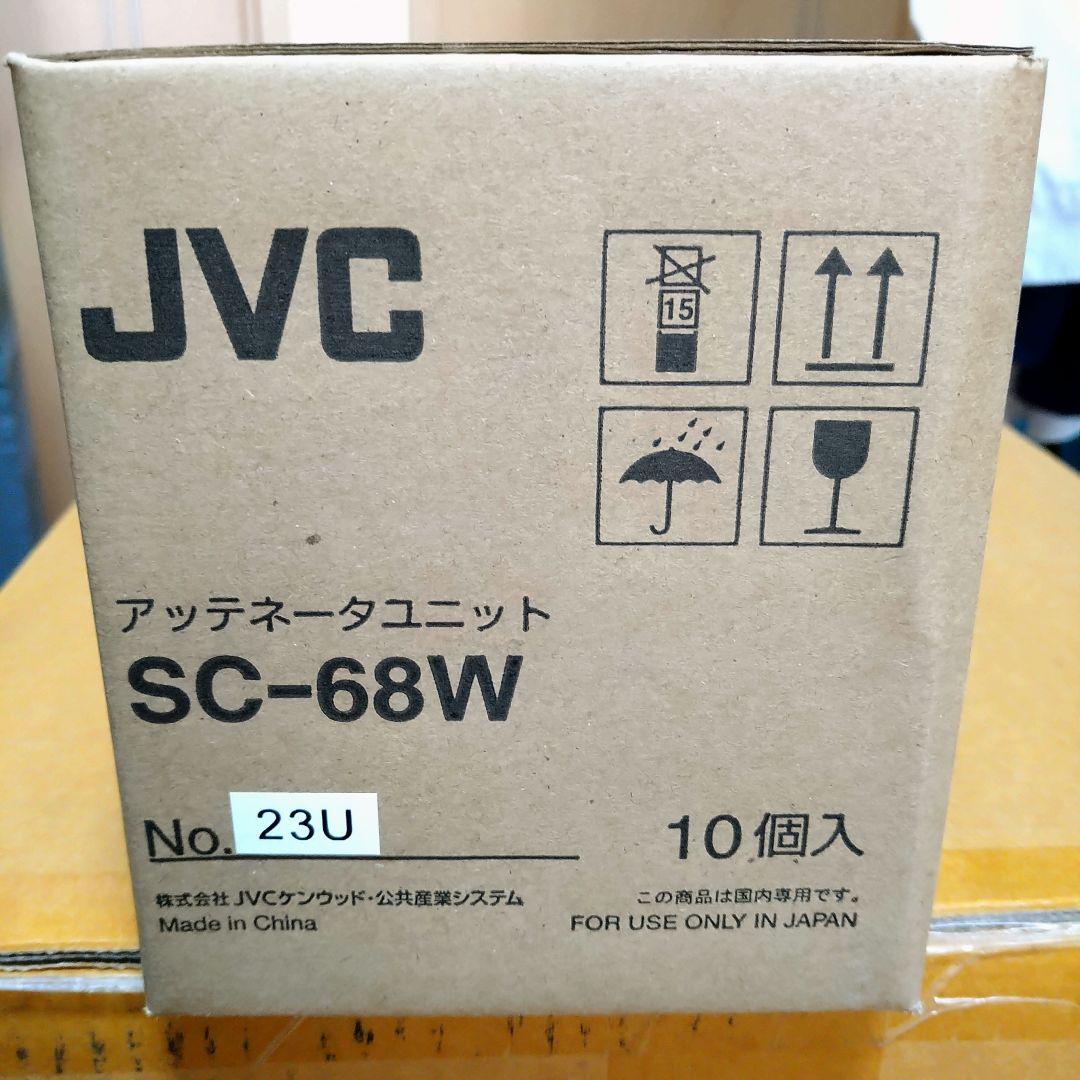 JVC
15
アッテネータユニット
SC-68W
No. 23U
10個入
株式会社 JVCケンウッド・公共産業システム
Made in China
この商品は国内専用です。
FOR USE ONLY IN JAPAN